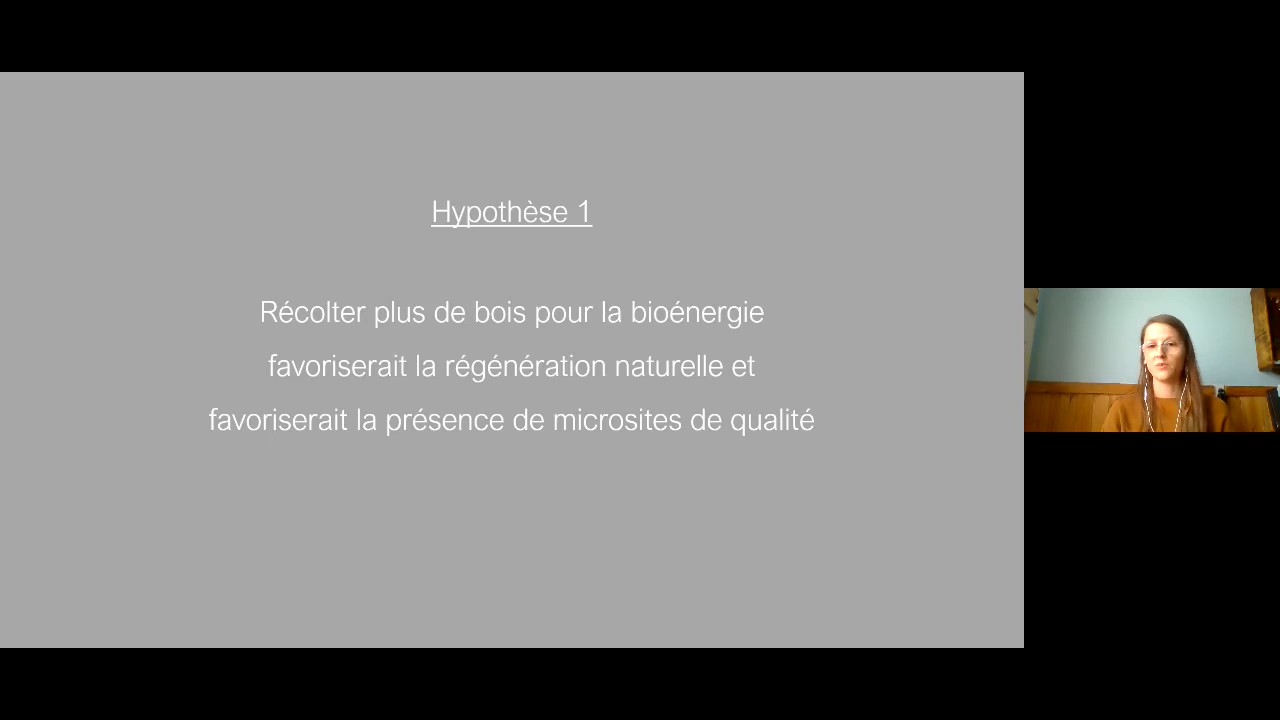 Hypothèse 1
Récolter plus de bois pour la bioénergie
favoriserait la régénération naturelle et
favoriserait la présence de microsites de qualité